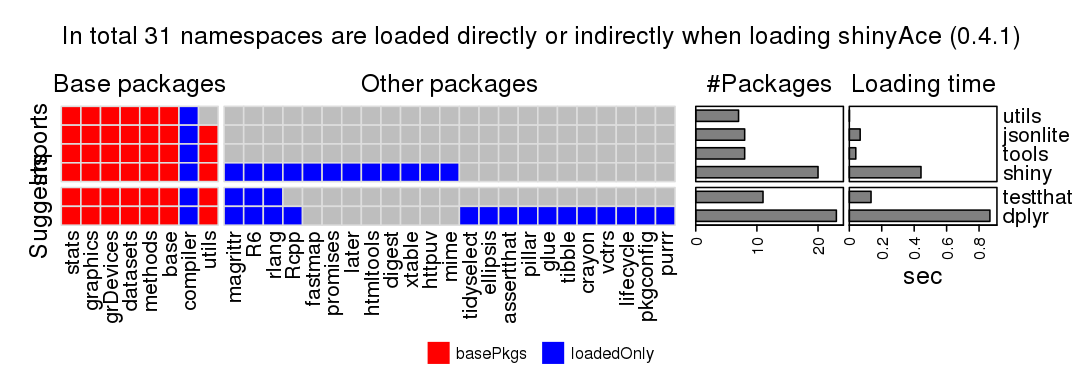 In total 31 namespaces are loaded directly or indirectly when loading shinyAce (0.4.1)
Base packages
Other packages
#Packages
Loading time
Imports
Suggests
utils
jsonlite
tools
shiny
testthat
dplyr
stats
graphics
grDevices
datasets
methods
base
compiler
utils
magrittr
R6
rlang
Rcpp
fastmap
promises
later
htmltools
digest
xtable
httpuv
mime
tidyselect
ellipsis
assertthat
pillar
glue
tibble
crayon
vctrs
lifecycle
pkgconfig
purrr
0 10 20
0 0.2 0.4 0.6 0.8
sec
basePkgs
loadedOnly